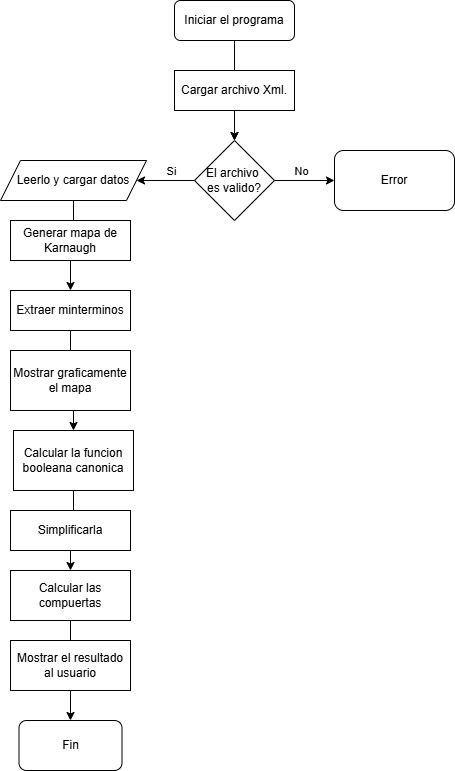 Iniciar el programa
Cargar archivo Xml.
El archivo
es valido?
Si
No
Leerlo y cargar datos
Error
Generar mapa de
Karnaugh
Extraer minterminos
Mostrar graficamente
el mapa
Calcular la funcion
booleana canonica
Simplificarla
Calcular las
compuertas
Mostrar el resultado
al usuario
Fin